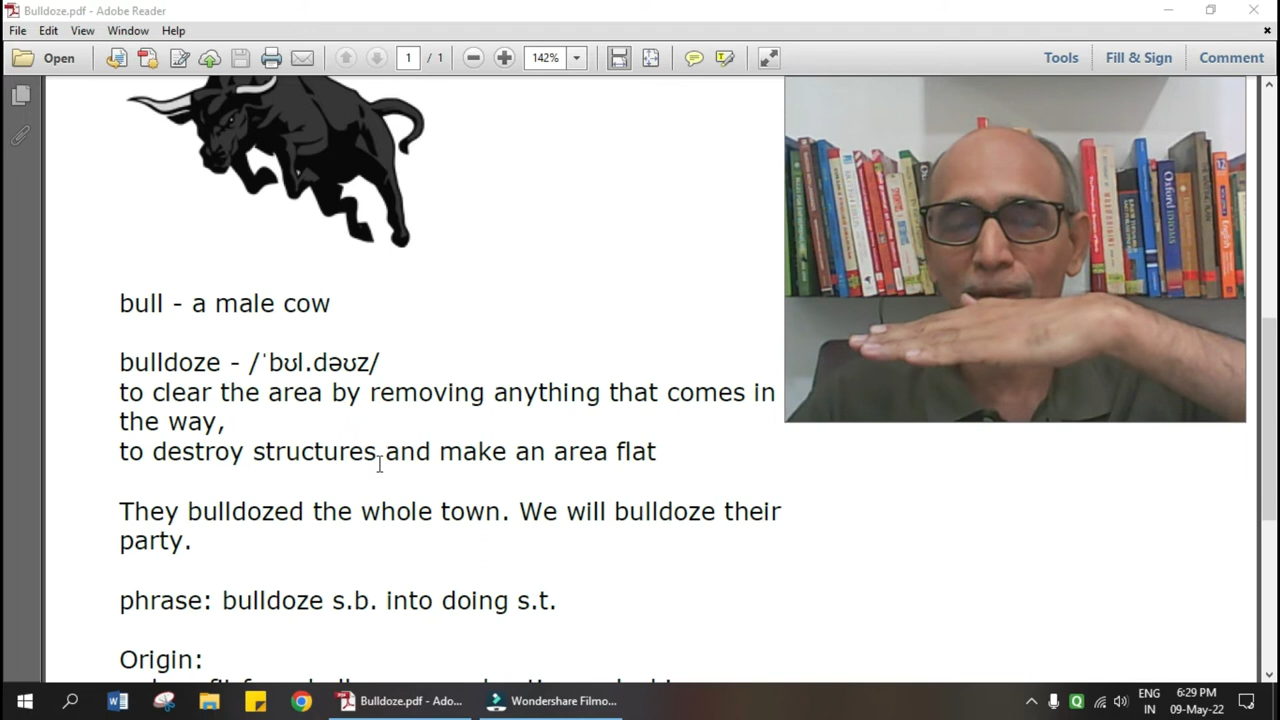 Bulldoze.pdf - Adobe Reader
File Edit View Window Help
Open 1 / 1 142% Tools Fill & Sign Comment
bull - a male cow
bulldoze - /ˈbʊl.dəʊz/
to clear the area by removing anything that comes in
the way,
to destroy structures and make an area flat
They bulldozed the whole town. We will bulldoze their
party.
phrase: bulldoze s.b. into doing s.t.
Origin:
Oxford
IDIOMS
English
Bulldoze.pdf - Ado...
Wondershare Filmo...
ENG
IN
6:29 PM
09-May-22